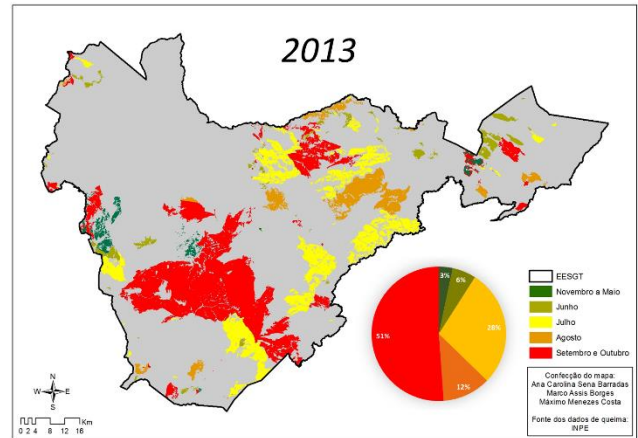 2013
3%
6%
28%
12%
51%
EESGT
Novembro a Maio
Junho
Julho
Agosto
Setembro e Outubro
Confecção do mapa:
Ana Carolina Sena Barradas
Marco Assis Borges
Máximo Menezes Costa
Fonte dos dados de queima:
INPE
N
W E
S
0 2 4 8 12 16
Km